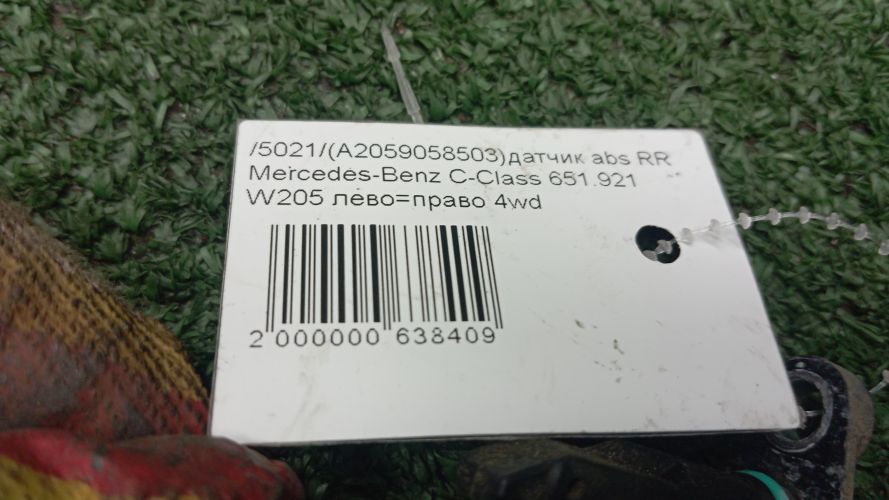 /5021/(A2059058503)датчик abs RR
Mercedes-Benz C-Class 651.921
W205 лево=право 4wd
2 000000 638409